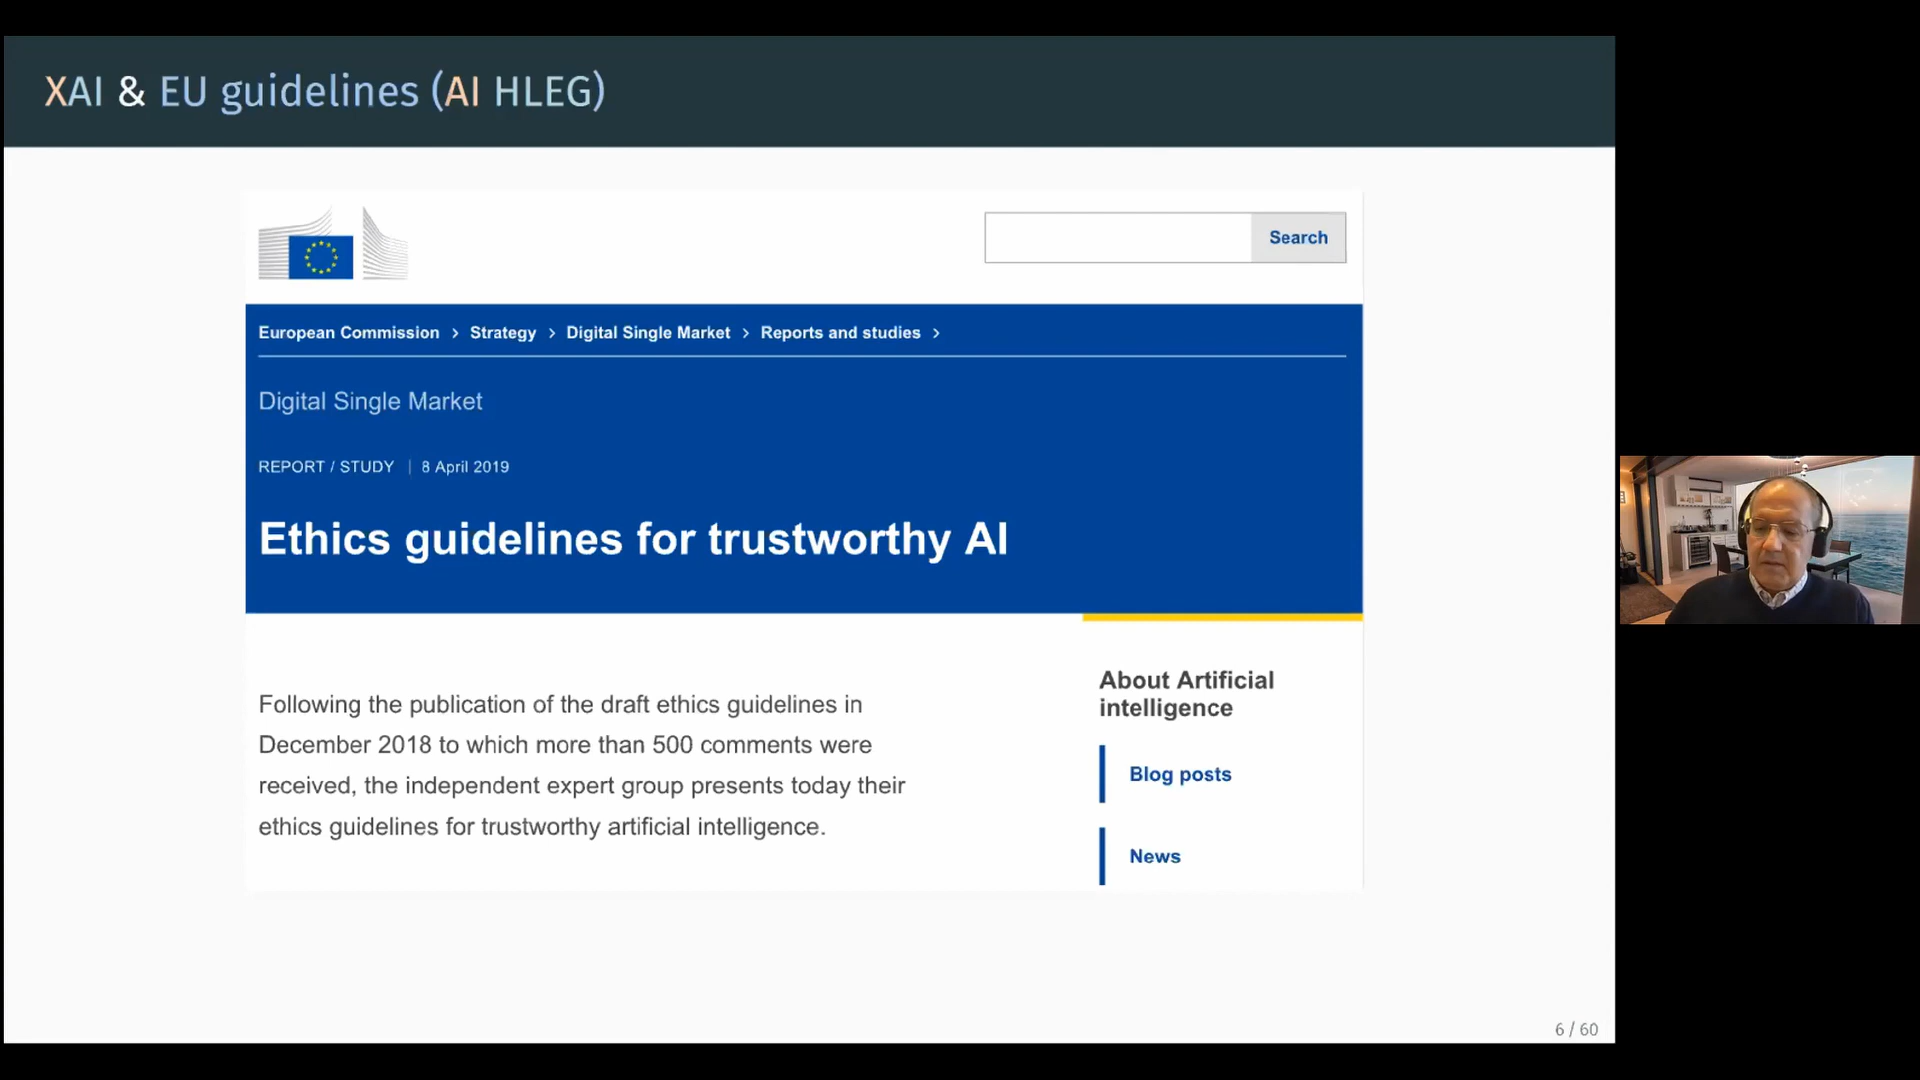 XAI & EU guidelines (AI HLEG)
Search
European Commission > Strategy > Digital Single Market > Reports and studies >
Digital Single Market
REPORT / STUDY | 8 April 2019
Ethics guidelines for trustworthy AI
Following the publication of the draft ethics guidelines in
December 2018 to which more than 500 comments were
received, the independent expert group presents today their
ethics guidelines for trustworthy artificial intelligence.
About Artificial
intelligence
Blog posts
News
6 / 60